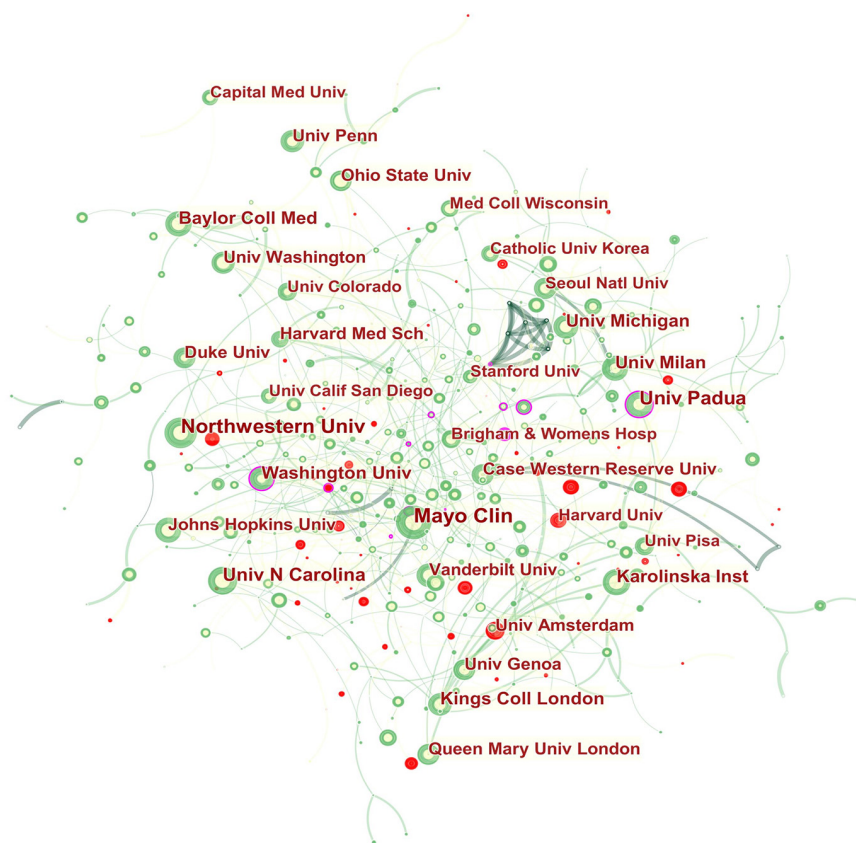 Capital Med Univ
Univ Penn
Ohio State Univ
Med Coll Wisconsin
Baylor Coll Med
Catholic Univ Korea
Univ Washington
Seoul Natl Univ
Univ Colorado
Univ Michigan
Harvard Med Sch
Duke Univ
Univ Milan
Stanford Univ
Univ Calif San Diego
Univ Padua
Northwestern Univ
Brigham & Womens Hosp
Case Western Reserve Univ
Washington Univ
Mayo Clin
Harvard Univ
Johns Hopkins Univ
Univ Pisa
Vanderbilt Univ
Univ N Carolina
Karolinska Inst
Univ Amsterdam
Univ Genoa
Kings Coll London
Queen Mary Univ London